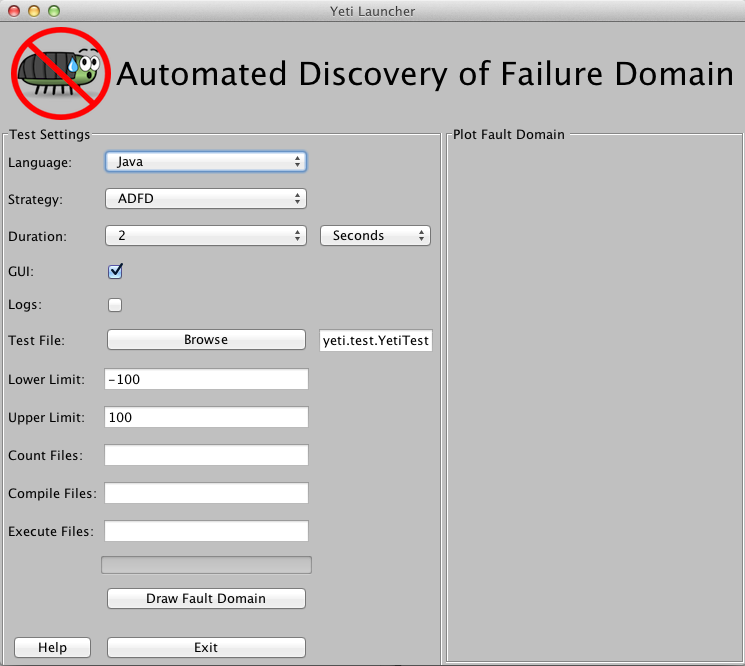 Yeti Launcher
Automated Discovery of Failure Domain
Test Settings
Plot Fault Domain
Language: Java
Strategy: ADFD
Duration: 2 Seconds
GUI:
Logs:
Test File: Browse yeti.test.YetiTest
Lower Limit: -100
Upper Limit: 100
Count Files:
Compile Files:
Execute Files:
Draw Fault Domain
Help Exit